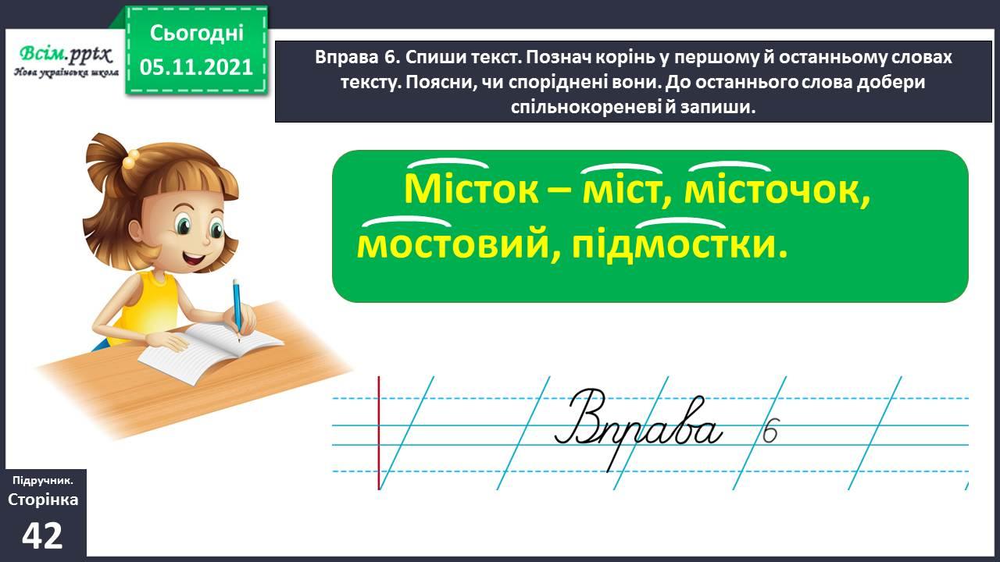 Всім.pptx
Нова українська школа
Сьогодні
05.11.2021
Вправа 6. Спиши текст. Познач корінь у першому й останньому словах
тексту. Поясни, чи споріднені вони. До останнього слова добери
спільнокореневі й запиши.
Місток – міст, місточок,
мостовий, підмостки.
Вправа 6
Підручник.
Сторінка
42